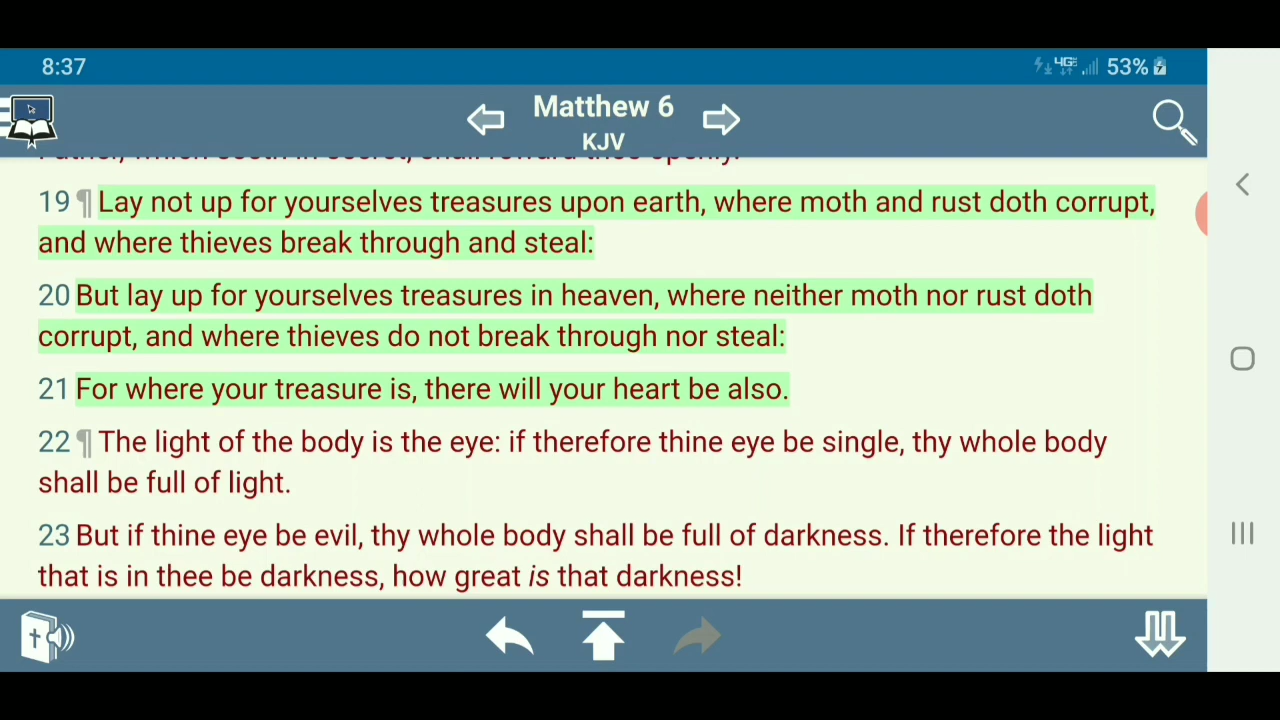 8:37
4GE
53%
Matthew 6
KJV
19 ¶ Lay not up for yourselves treasures upon earth, where moth and rust doth corrupt,
and where thieves break through and steal:
20 But lay up for yourselves treasures in heaven, where neither moth nor rust doth
corrupt, and where thieves do not break through nor steal:
21 For where your treasure is, there will your heart be also.
22 ¶ The light of the body is the eye: if therefore thine eye be single, thy whole body
shall be full of light.
23 But if thine eye be evil, thy whole body shall be full of darkness. If therefore the light
that is in thee be darkness, how great is that darkness!